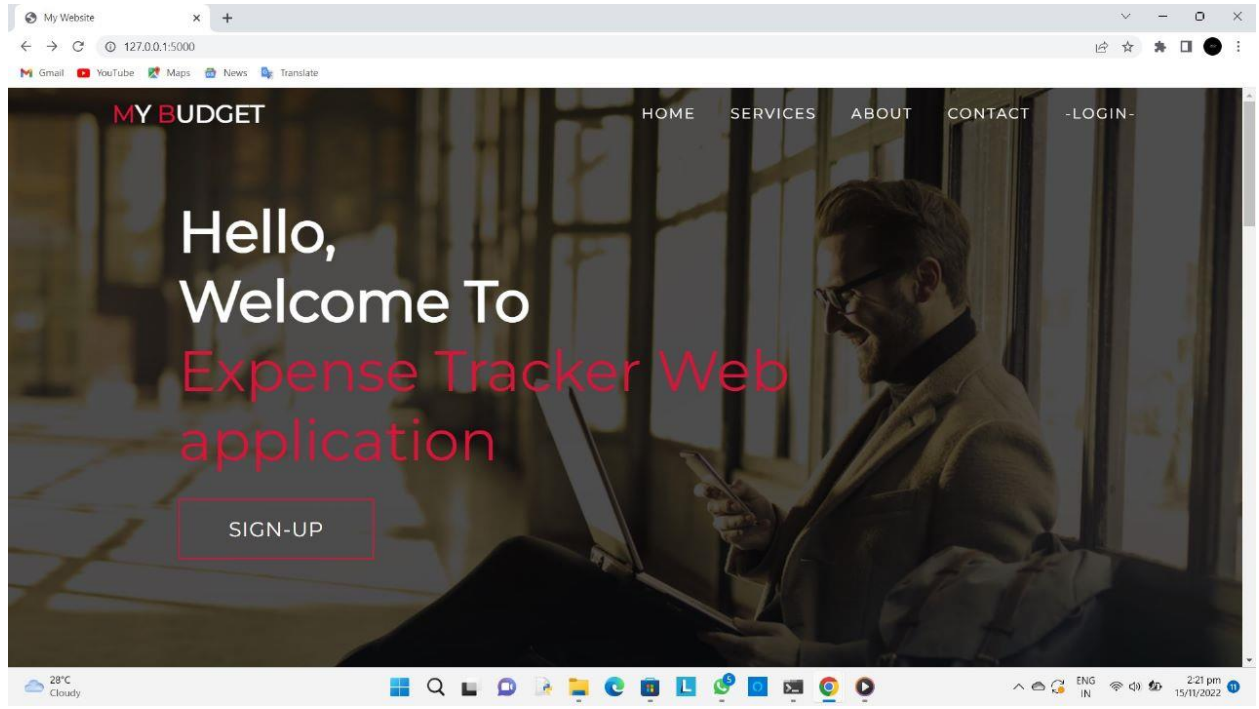 My Website
127.0.0.1:5000
Gmail YouTube Maps News Translate
MY BUDGET HOME SERVICES ABOUT CONTACT -LOGIN-
Hello,
Welcome To
Expense Tracker Web
application
SIGN-UP
28°C
Cloudy
L
5
ENG
IN
2:21 pm
15/11/2022
11